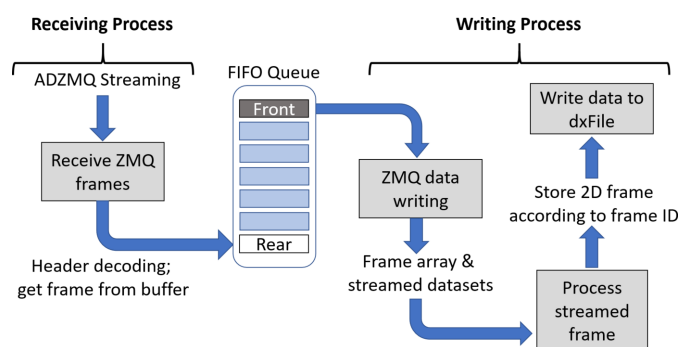 Receiving Process
ADZMQ Streaming
Receive ZMQ
frames
Header decoding;
get frame from buffer
FIFO Queue
Front
Rear
Writing Process
ZMQ data
writing
Frame array &
streamed datasets
Process
streamed
frame
Store 2D frame
according to frame ID
Write data to
dxFile